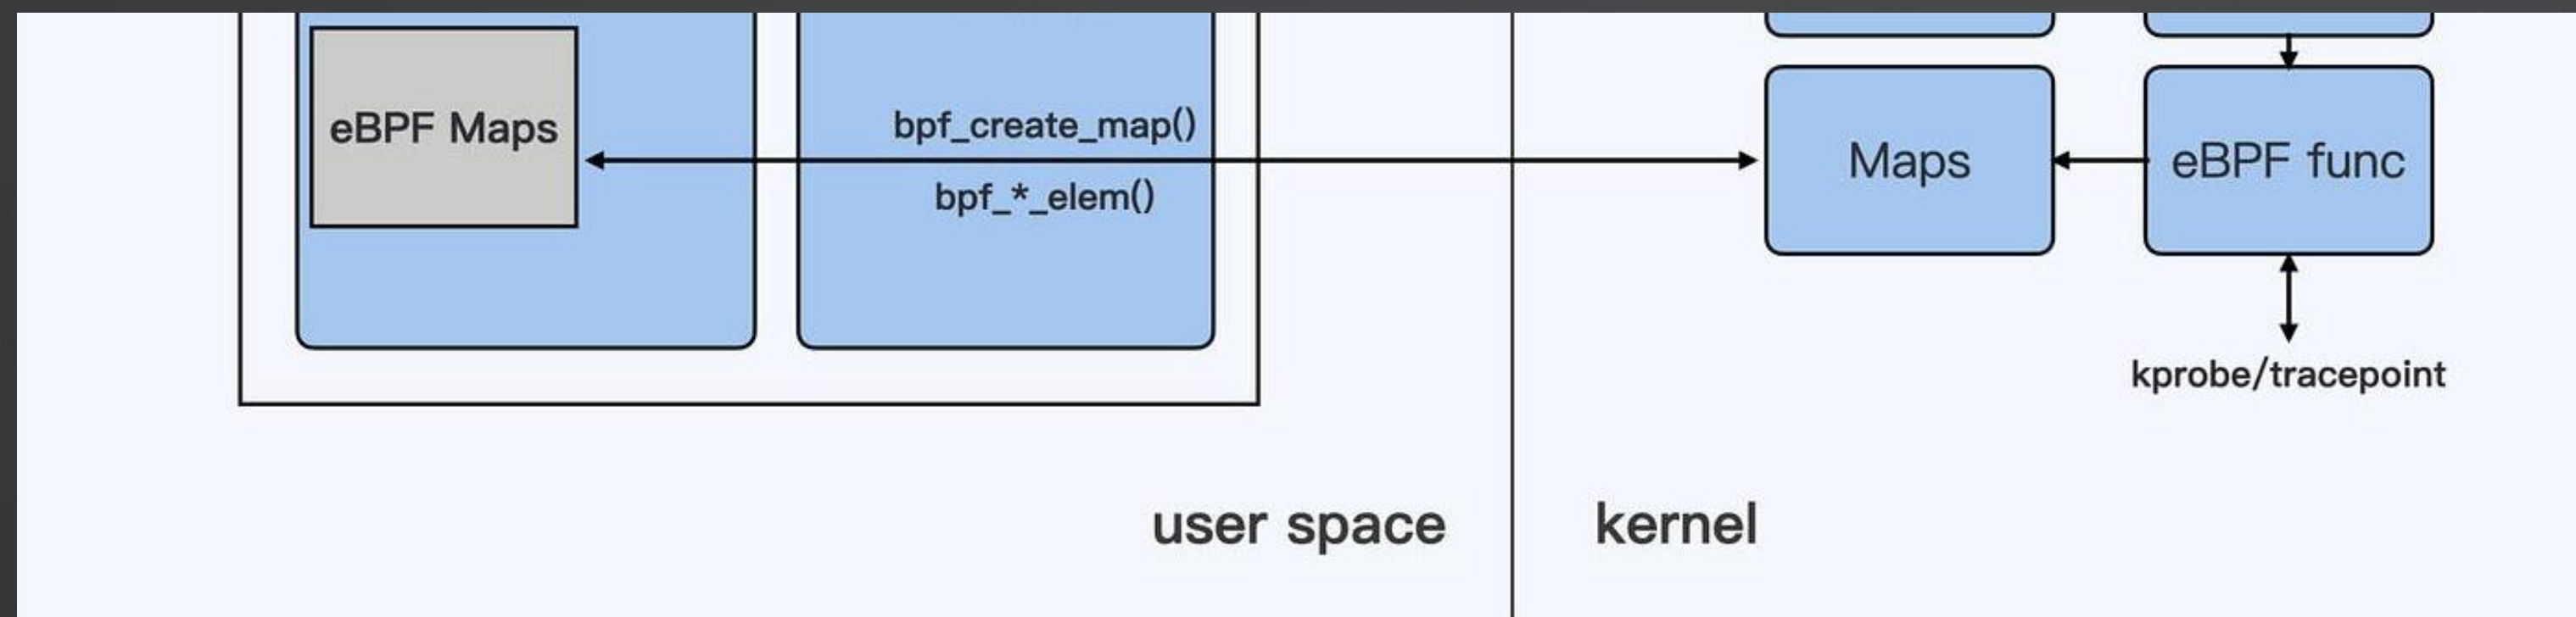 eBPF Maps
bpf_create_map()
bpf_*_elem()
Maps
eBPF func
kprobe/tracepoint
user space
kernel